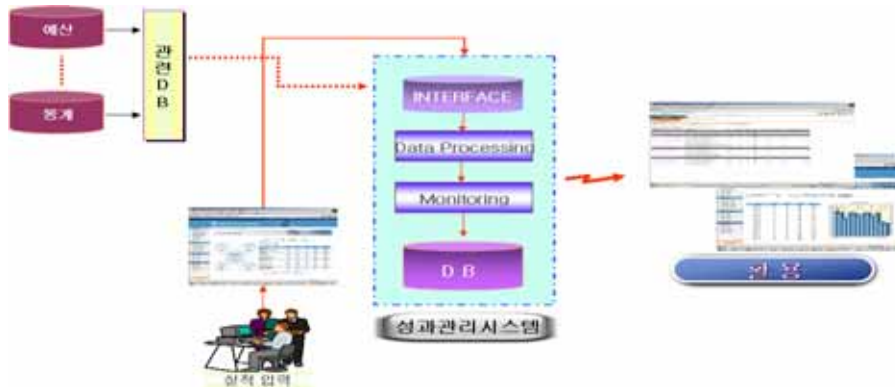 예산
통계
관련DB
INTERFACE
Data Processing
Monitoring
D B
성과관리시스템
실적 입력
활 용